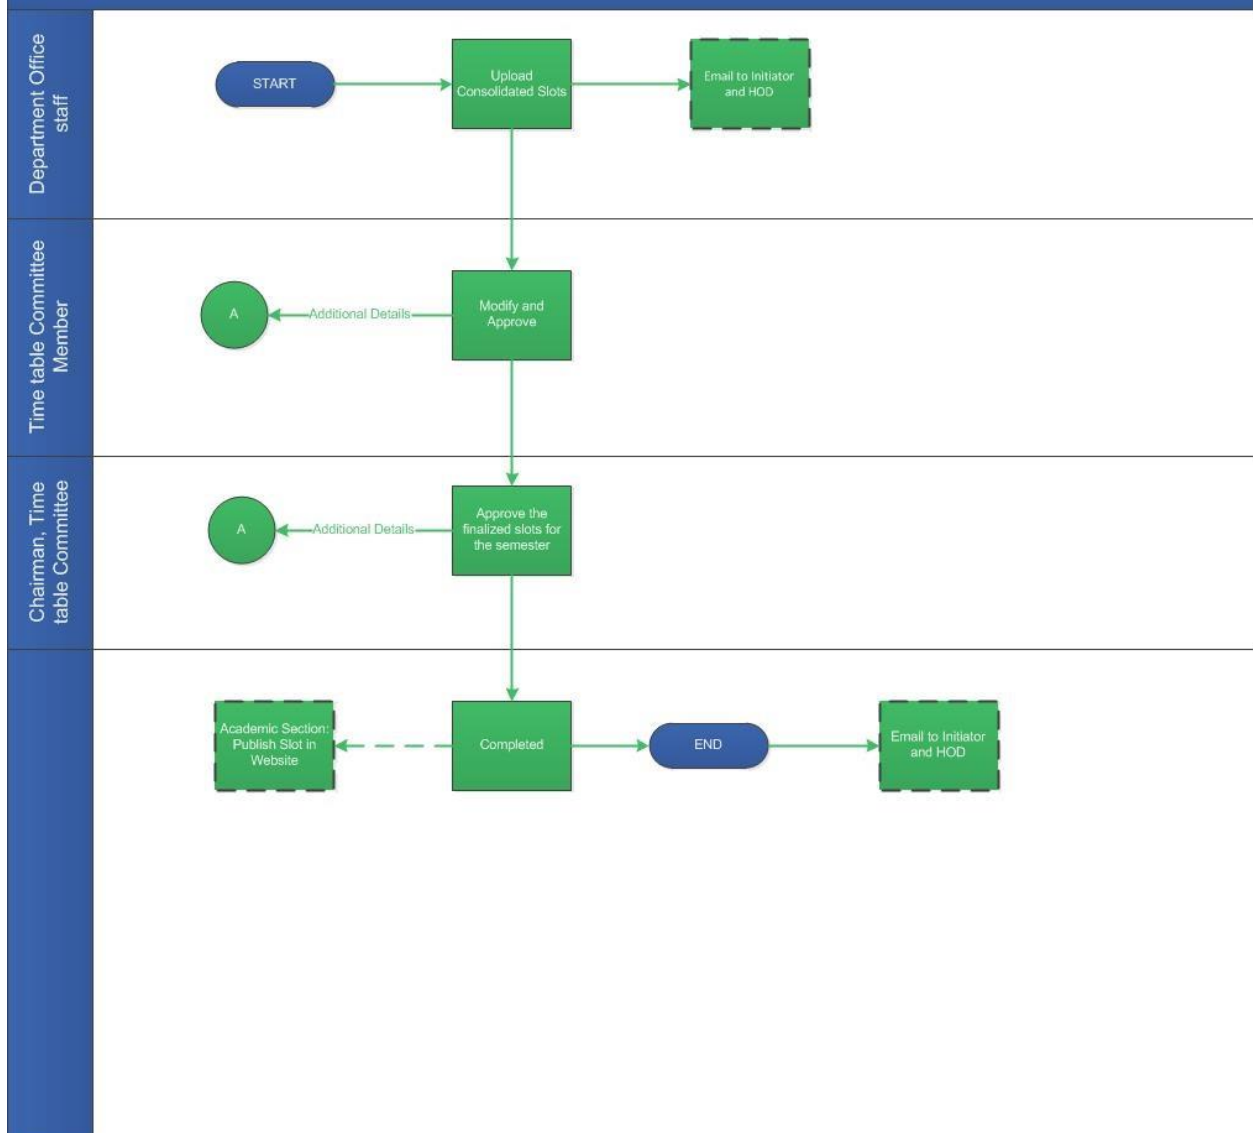 Department Office
staff
START
Upload
Consolidated Slots
Email to Initiator
and HOD
Time table Committee
Member
A
Additional Details
Modify and
Approve
Chairman, Time
table Committee
A
Additional Details
Approve the
finalized slots for
the semester
Academic Section:
Publish Slot in
Website
Completed
END
Email to Initiator
and HOD